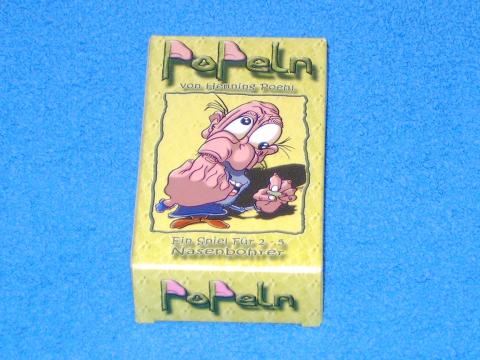 Popeln
von Henning Poehl
Ein Spiel Für 2 - 5
Nasenbohrer
Popeln